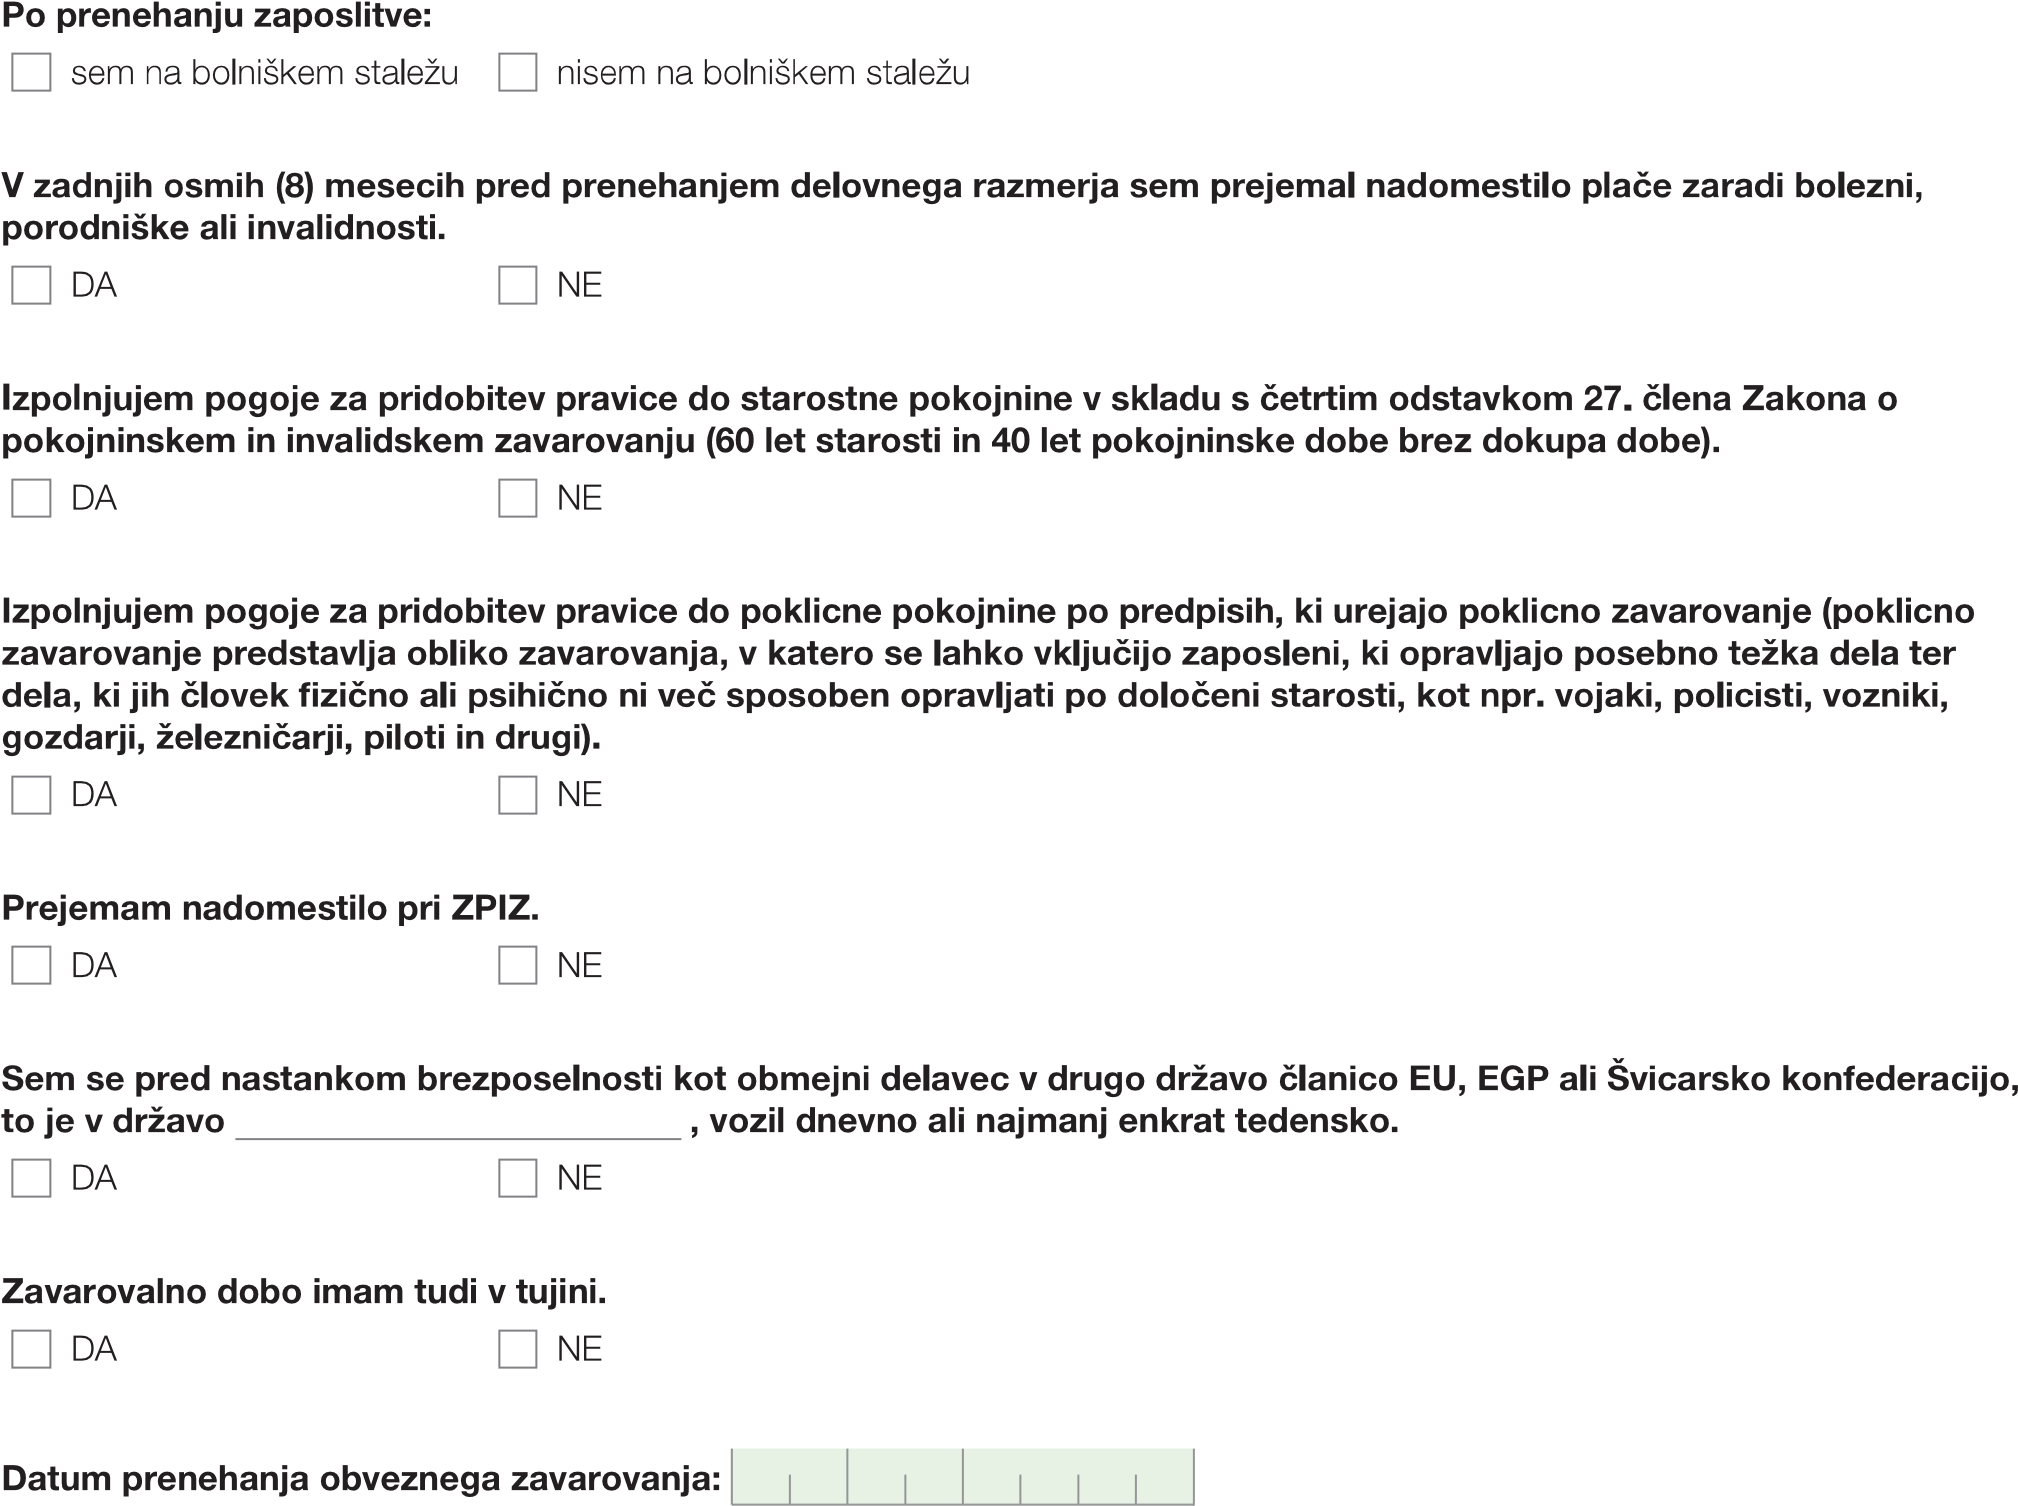 Po prenehanju zaposlitve:
sem na bolniškem staležu nisem na bolniškem staležu
V zadnjih osmih (8) mesecih pred prenehanjem delovnega razmerja sem prejemal nadomestilo plače zaradi bolezni,
porodniške ali invalidnosti.
DA NE
Izpolnjujem pogoje za pridobitev pravice do starostne pokojnine v skladu s četrtim odstavkom 27. člena Zakona o
pokojninskem in invalidskem zavarovanju (60 let starosti in 40 let pokojninske dobe brez dokupa dobe).
DA NE
Izpolnjujem pogoje za pridobitev pravice do poklicne pokojnine po predpisih, ki urejajo poklicno zavarovanje (poklicno
zavarovanje predstavlja obliko zavarovanja, v katero se lahko vključijo zaposleni, ki opravljajo posebno težka dela ter
dela, ki jih človek fizično ali psihično ni več sposoben opravljati po določeni starosti, kot npr. vojaki, policisti, vozniki,
gozdarji, železničarji, piloti in drugi).
DA NE
Prejemam nadomestilo pri ZPIZ.
DA NE
Sem se pred nastankom brezposelnosti kot obmejni delavec v drugo državo članico EU, EGP ali Švicarsko konfederacijo,
to je v državo , vozil dnevno ali najmanj enkrat tedensko.
DA NE
Zavarovalno dobo imam tudi v tujini.
DA NE
Datum prenehanja obveznega zavarovanja: